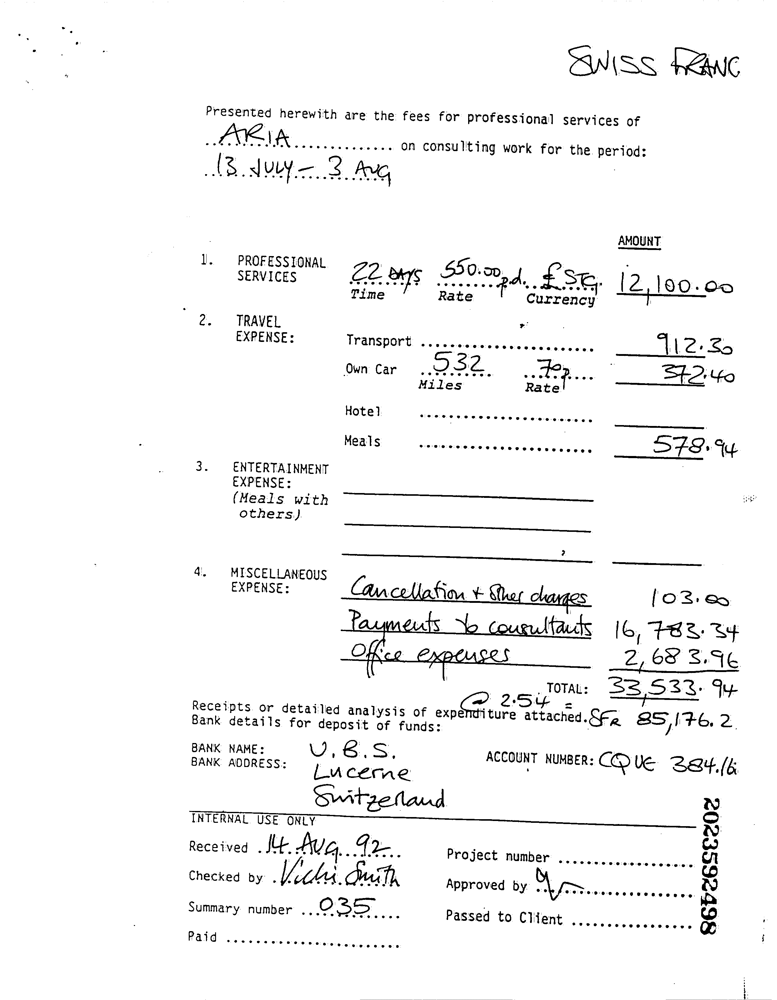 SWISS FRANC
Presented herewith are the fees for professional services of
ARIA on consulting work for the period:
13 JULY - 3 AUG
AMOUNT
1. PROFESSIONAL SERVICES 22 DAYS 550.00 p.d. £ STG. 12,100.00
Time Rate Currency
2. TRAVEL EXPENSE: Transport 912.30
Own Car 532 70p 372.40
Miles Rate
Hotel
Meals 578.94
3. ENTERTAINMENT
EXPENSE:
(Meals with
others)
4. MISCELLANEOUS
EXPENSE: Cancellation + Other charges 103.00
Payments to consultants 16,783.34
Office expenses 2,683.96
TOTAL: 33,533.94
@ 2.54 =
Receipts or detailed analysis of expenditure attached. SFR 85,176.2
Bank details for deposit of funds:
BANK NAME: U.B.S. ACCOUNT NUMBER: CQUE 384.16
BANK ADDRESS: Lucerne
Switzerland
INTERNAL USE ONLY
Received 14 AUG 92 Project number
Checked by Vicki Smith Approved by
Summary number 035 Passed to Client
Paid
2023592498